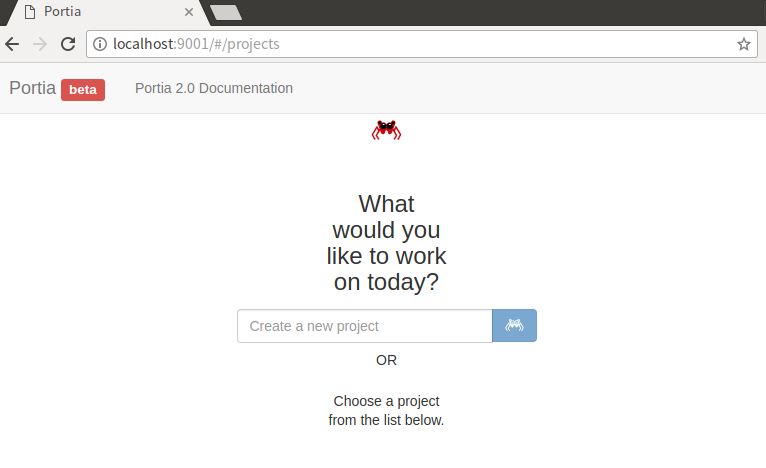 Portia
localhost:9001/#/projects
Portia beta Portia 2.0 Documentation
What
would you
like to work
on today?
Create a new project
OR
Choose a project
from the list below.